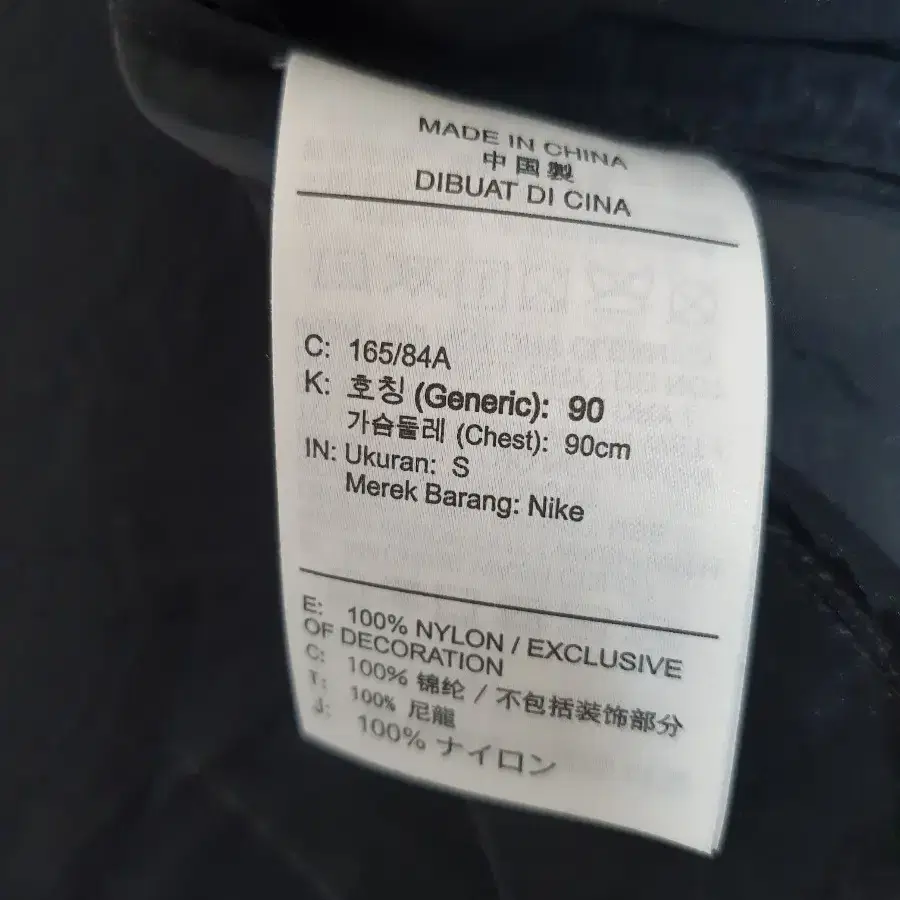 MADE IN CHINA
中国製
DIBUAT DI CINA
C: 165/84A
K: 호칭 (Generic): 90
가슴둘레 (Chest): 90cm
IN: Ukuran: S
Merek Barang: Nike
E: 100% NYLON / EXCLUSIVE
OF DECORATION
C: 100% 锦纶 / 不包括装饰部分
T: 100% 尼龍
J: 100% ナイロン